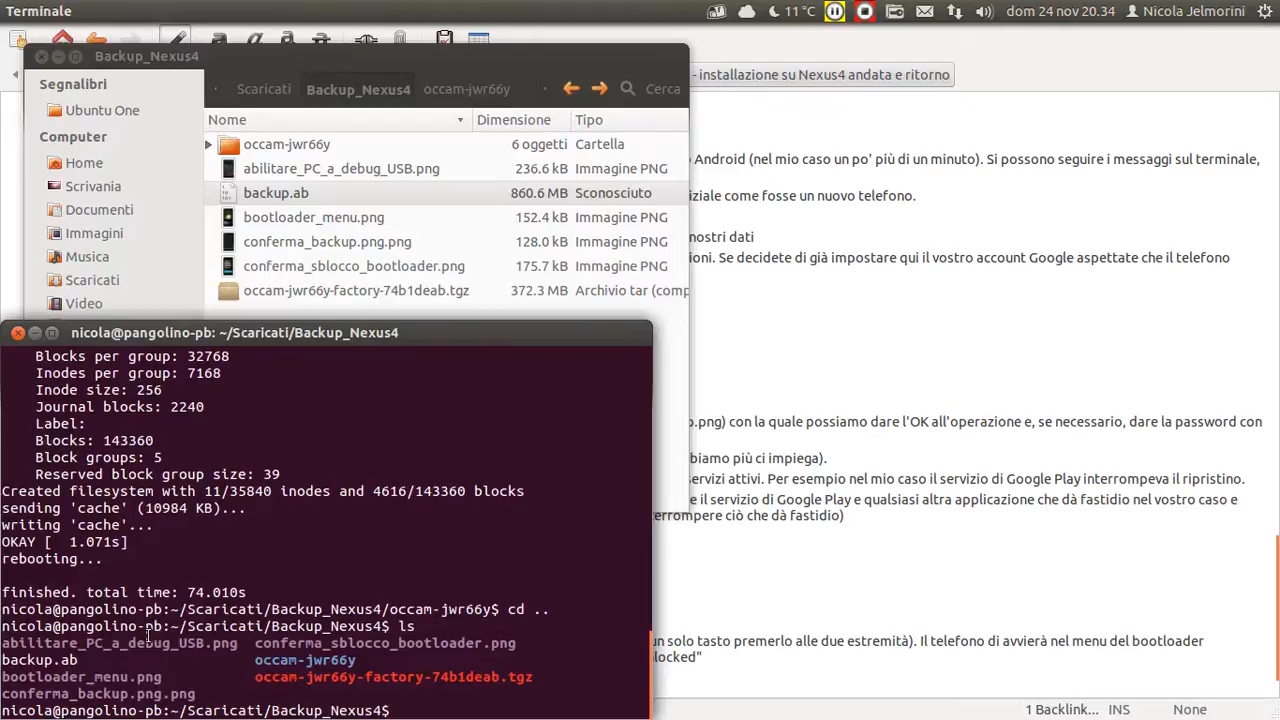 Terminale
11 °C
dom 24 nov 20.34
Nicola Jelmorini
Backup_Nexus4
Segnalibri
Ubuntu One
Computer
Home
Scrivania
Documenti
Immagini
Musica
Scaricati
Video
Scaricati Backup_Nexus4 occam-jwr66y Cerca
Nome Dimensione Tipo
occam-jwr66y 6 oggetti Cartella
abilitare_PC_a_debug_USB.png 236.6 kB Immagine PNG
backup.ab 860.6 MB Sconosciuto
bootloader_menu.png 152.4 kB Immagine PNG
conferma_backup.png.png 128.0 kB Immagine PNG
conferma_sblocco_bootloader.png 175.7 kB Immagine PNG
occam-jwr66y-factory-74b1deab.tgz 372.3 MB Archivio tar (comp
- installazione su Nexus4 andata e ritorno
Android (nel mio caso un po' più di un minuto). Si possono seguire i messaggi sul terminale,
iziale come fosse un nuovo telefono.
nostri dati
ioni. Se decidete di già impostare qui il vostro account Google aspettate che il telefono
p.png) con la quale possiamo dare l'OK all'operazione e, se necessario, dare la password con
biamo più ci impiega).
servizi attivi. Per esempio nel mio caso il servizio di Google Play interrompeva il ripristino.
e il servizio di Google Play e qualsiasi altra applicazione che dà fastidio nel vostro caso e
terrompere ciò che dà fastidio)
un solo tasto premerlo alle due estremità). Il telefono di avvierà nel menu del bootloader
locked"
1 Backlink... INS None
nicola@pangolino-pb: ~/Scaricati/Backup_Nexus4
Blocks per group: 32768
Inodes per group: 7168
Inode size: 256
Journal blocks: 2240
Label:
Blocks: 143360
Block groups: 5
Reserved block group size: 39
Created filesystem with 11/35840 inodes and 4616/143360 blocks
sending 'cache' (10984 KB)...
writing 'cache'...
OKAY [ 1.071s]
rebooting...
finished. total time: 74.010s
nicola@pangolino-pb:~/Scaricati/Backup_Nexus4/occam-jwr66y$ cd ..
nicola@pangolino-pb:~/Scaricati/Backup_Nexus4$ ls
abilitare_PC_a_debug_USB.png conferma_sblocco_bootloader.png
backup.ab occam-jwr66y
bootloader_menu.png occam-jwr66y-factory-74b1deab.tgz
conferma_backup.png.png
nicola@pangolino-pb:~/Scaricati/Backup_Nexus4$